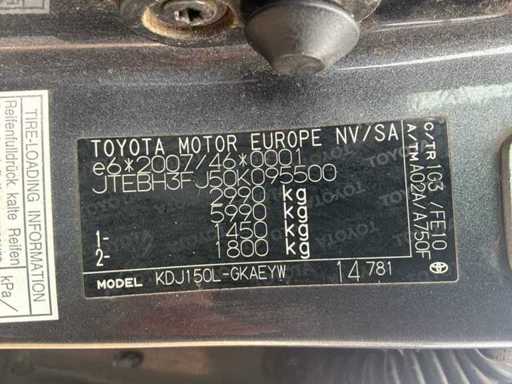 TOYOTA MOTOR EUROPE NV/SA
e6*2007/46*0001
JTEBH3FJ50K095500
2990 kg
5990 kg
1- 1450 kg
2- 1800 kg
MODEL KDJ150L-GKAEYW 14781
C/TR 1G3 /FE10
A/TM A02A/A750F
TIRE-LOADING INFORMATION
Reifenfülldruck kalte Reifen
kPa/